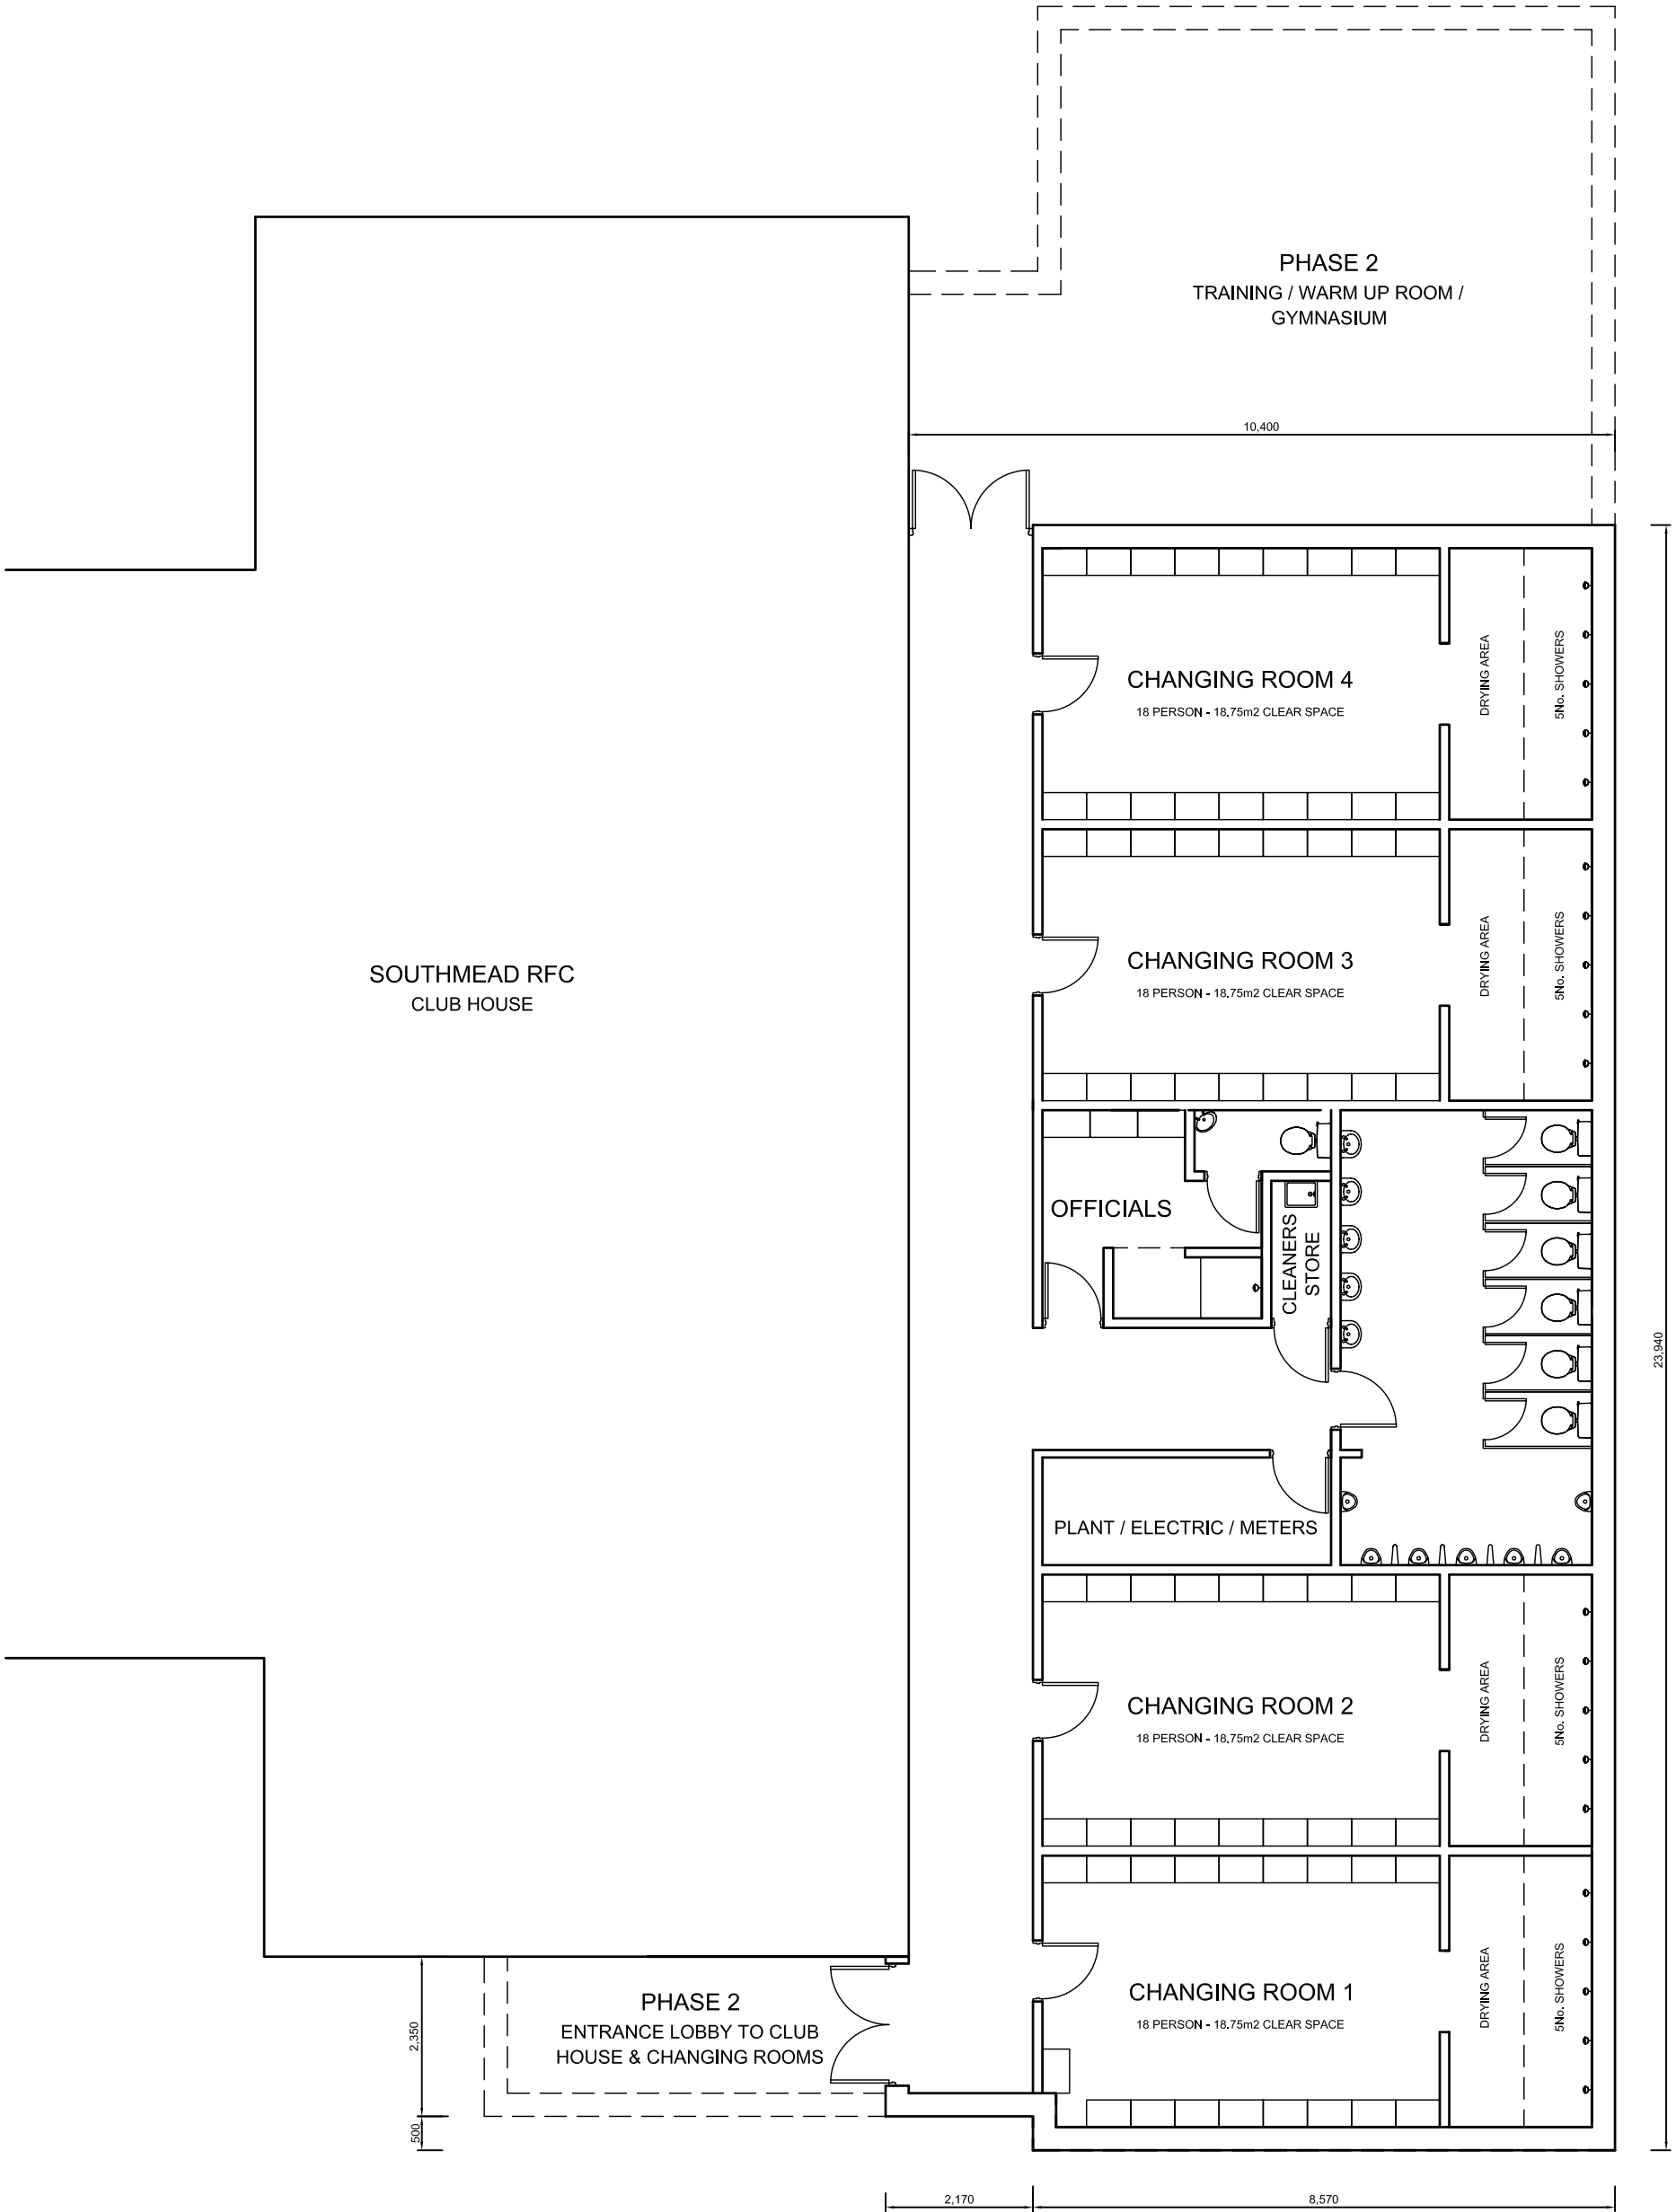 PHASE 2
TRAINING / WARM UP ROOM /
GYMNASIUM
10,400
CHANGING ROOM 4
18 PERSON - 18.75m2 CLEAR SPACE
DRYING AREA
5No. SHOWERS
SOUTHMEAD RFC
CLUB HOUSE
CHANGING ROOM 3
18 PERSON - 18.75m2 CLEAR SPACE
DRYING AREA
5No. SHOWERS
OFFICIALS
CLEANERS
STORE
23,940
PLANT / ELECTRIC / METERS
CHANGING ROOM 2
18 PERSON - 18.75m2 CLEAR SPACE
DRYING AREA
5No. SHOWERS
PHASE 2
ENTRANCE LOBBY TO CLUB
HOUSE & CHANGING ROOMS
2,350
500
CHANGING ROOM 1
18 PERSON - 18.75m2 CLEAR SPACE
DRYING AREA
5No. SHOWERS
2,170
8,570